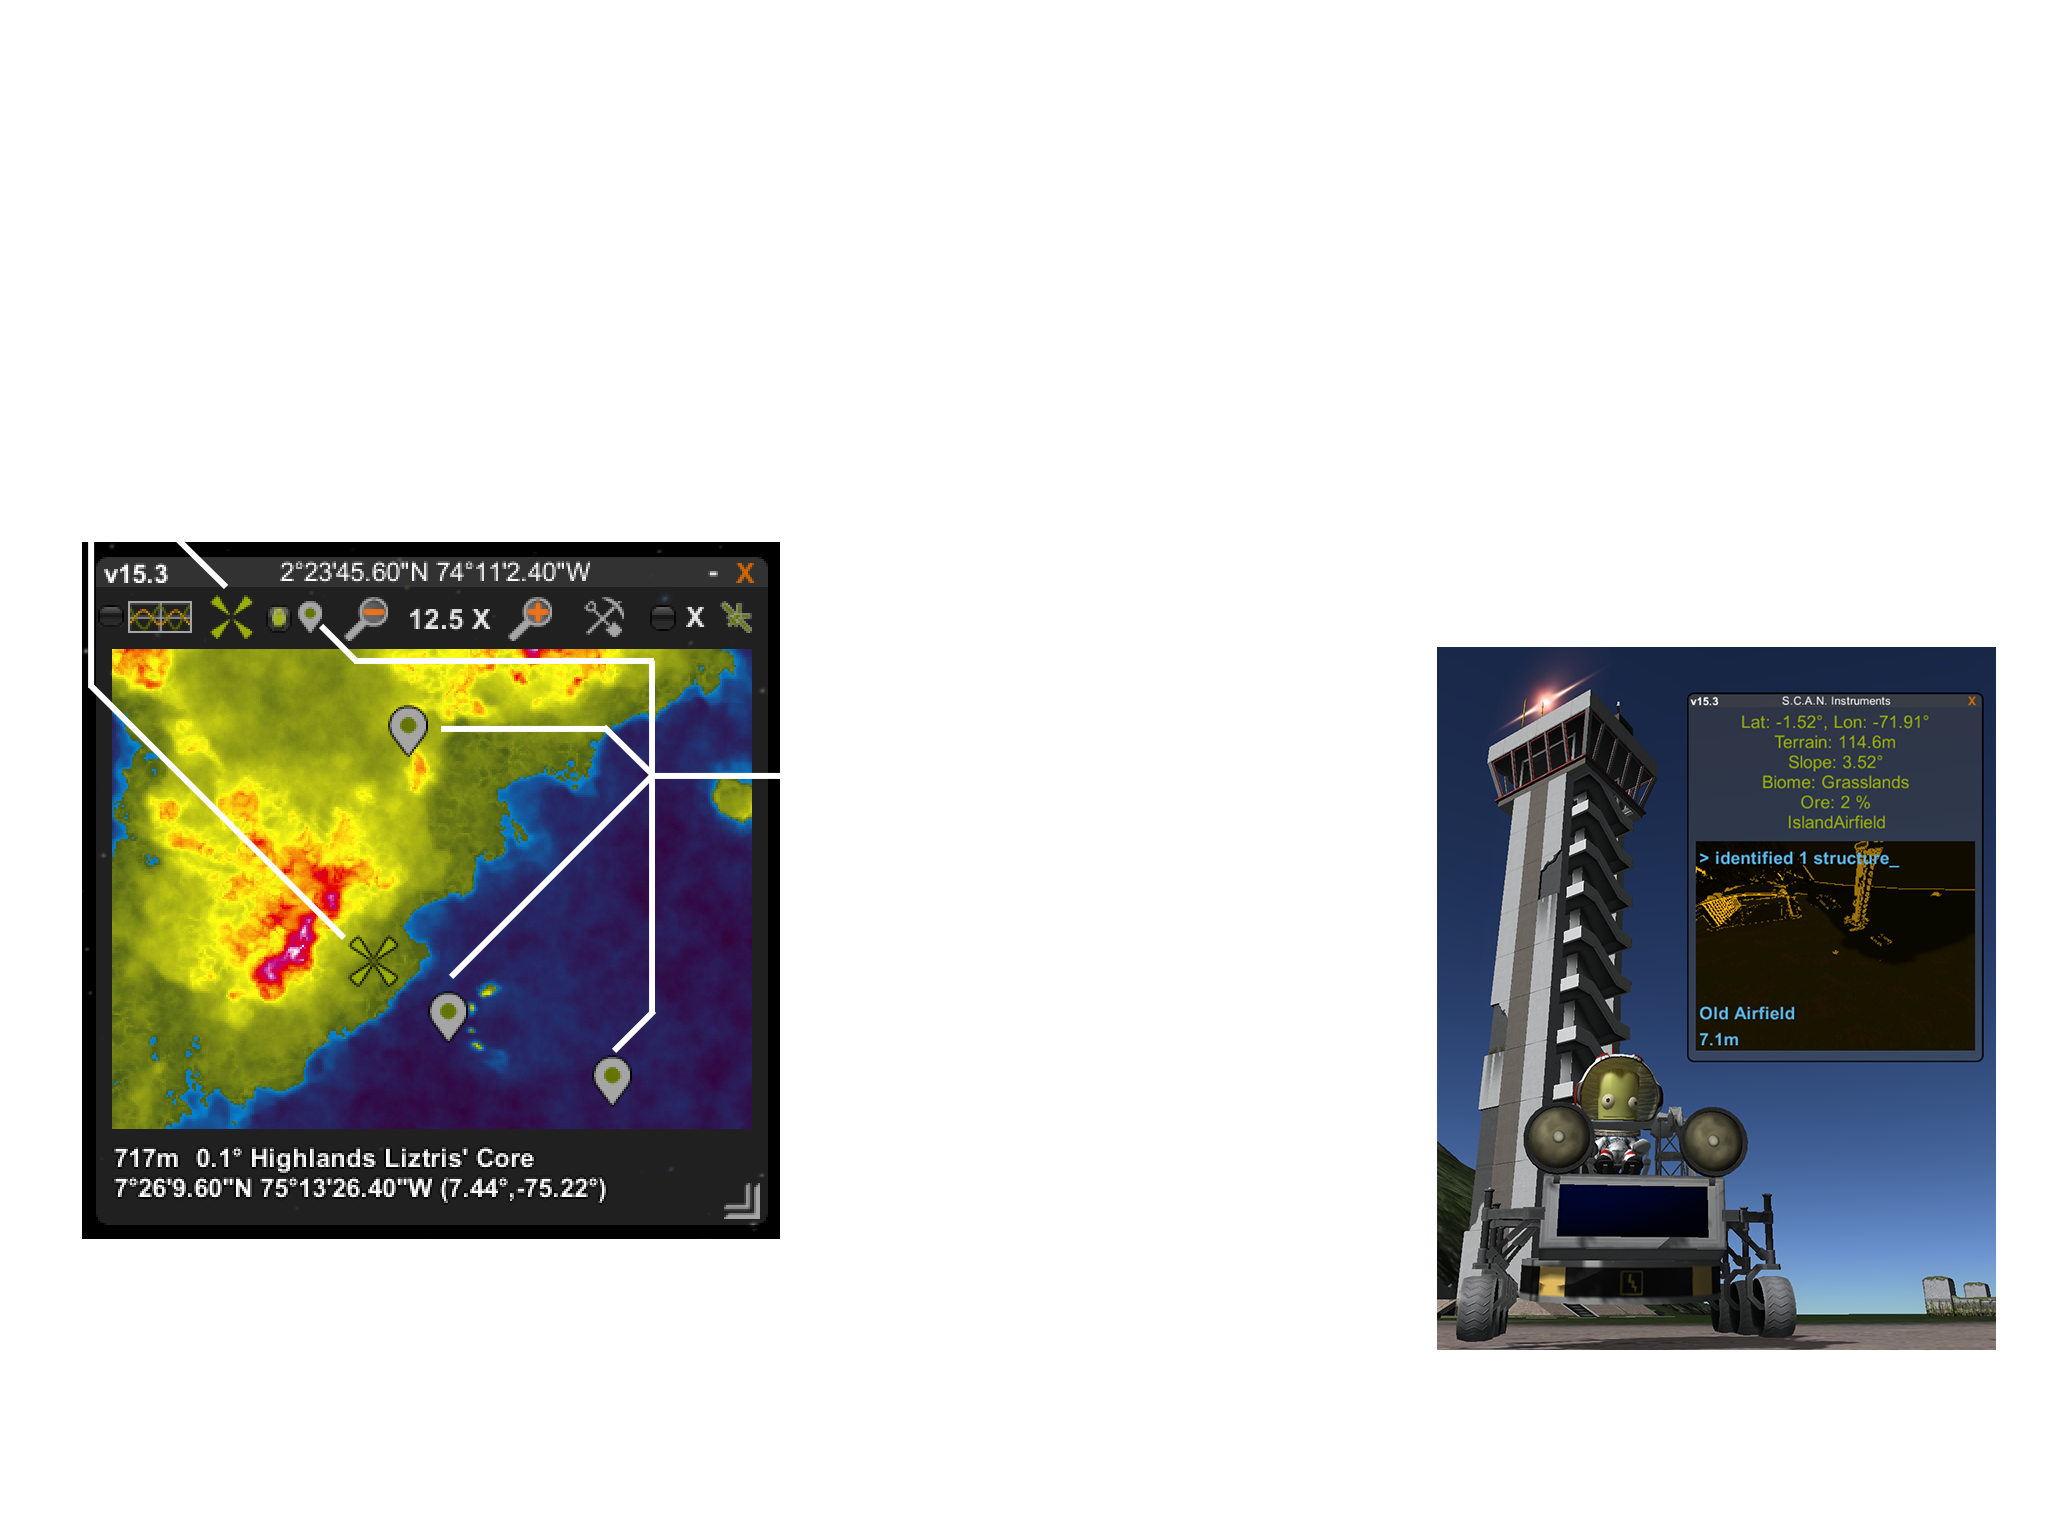 v15.3
2°23'45.60"N 74°11'2.40"W
- X
12.5 X
X
717m 0.1° Highlands Liztris' Core
7°26'9.60"N 75°13'26.40"W (7.44°,-75.22°)
v15.3 S.C.A.N. Instruments X
Lat: -1.52°, Lon: -71.91°
Terrain: 114.6m
Slope: 3.52°
Biome: Grasslands
Ore: 2 %
IslandAirfield
> identified 1 structure_
Old Airfield
7.1m